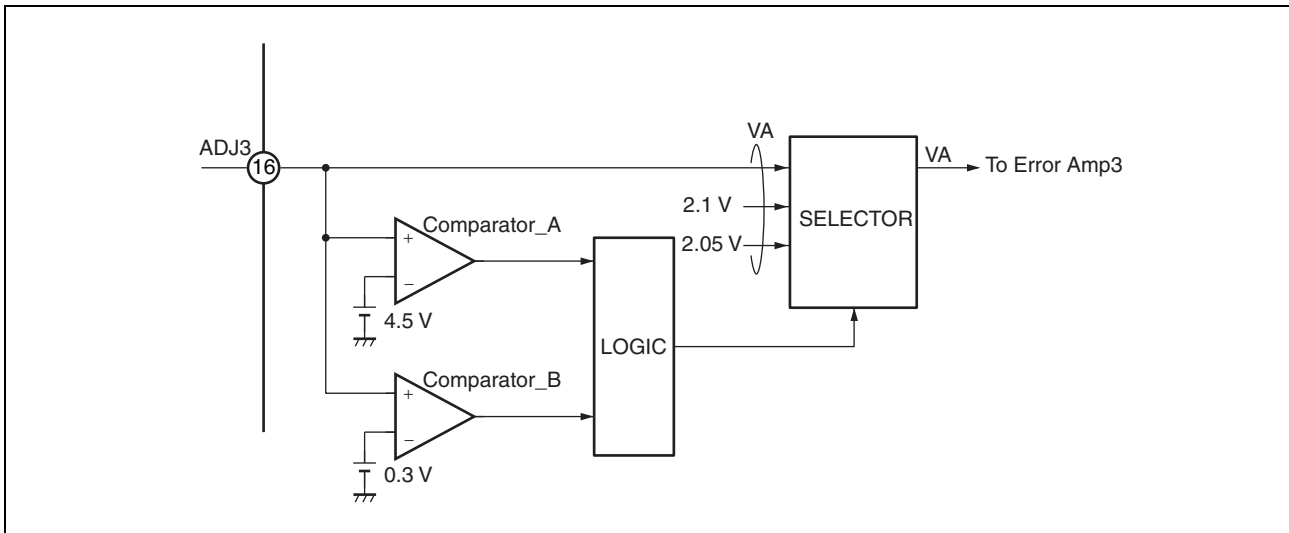 VA
ADJ3
16
VA
To Error Amp3
2.1 V
SELECTOR
Comparator_A
2.05 V
+
−
4.5 V
LOGIC
Comparator_B
+
−
0.3 V